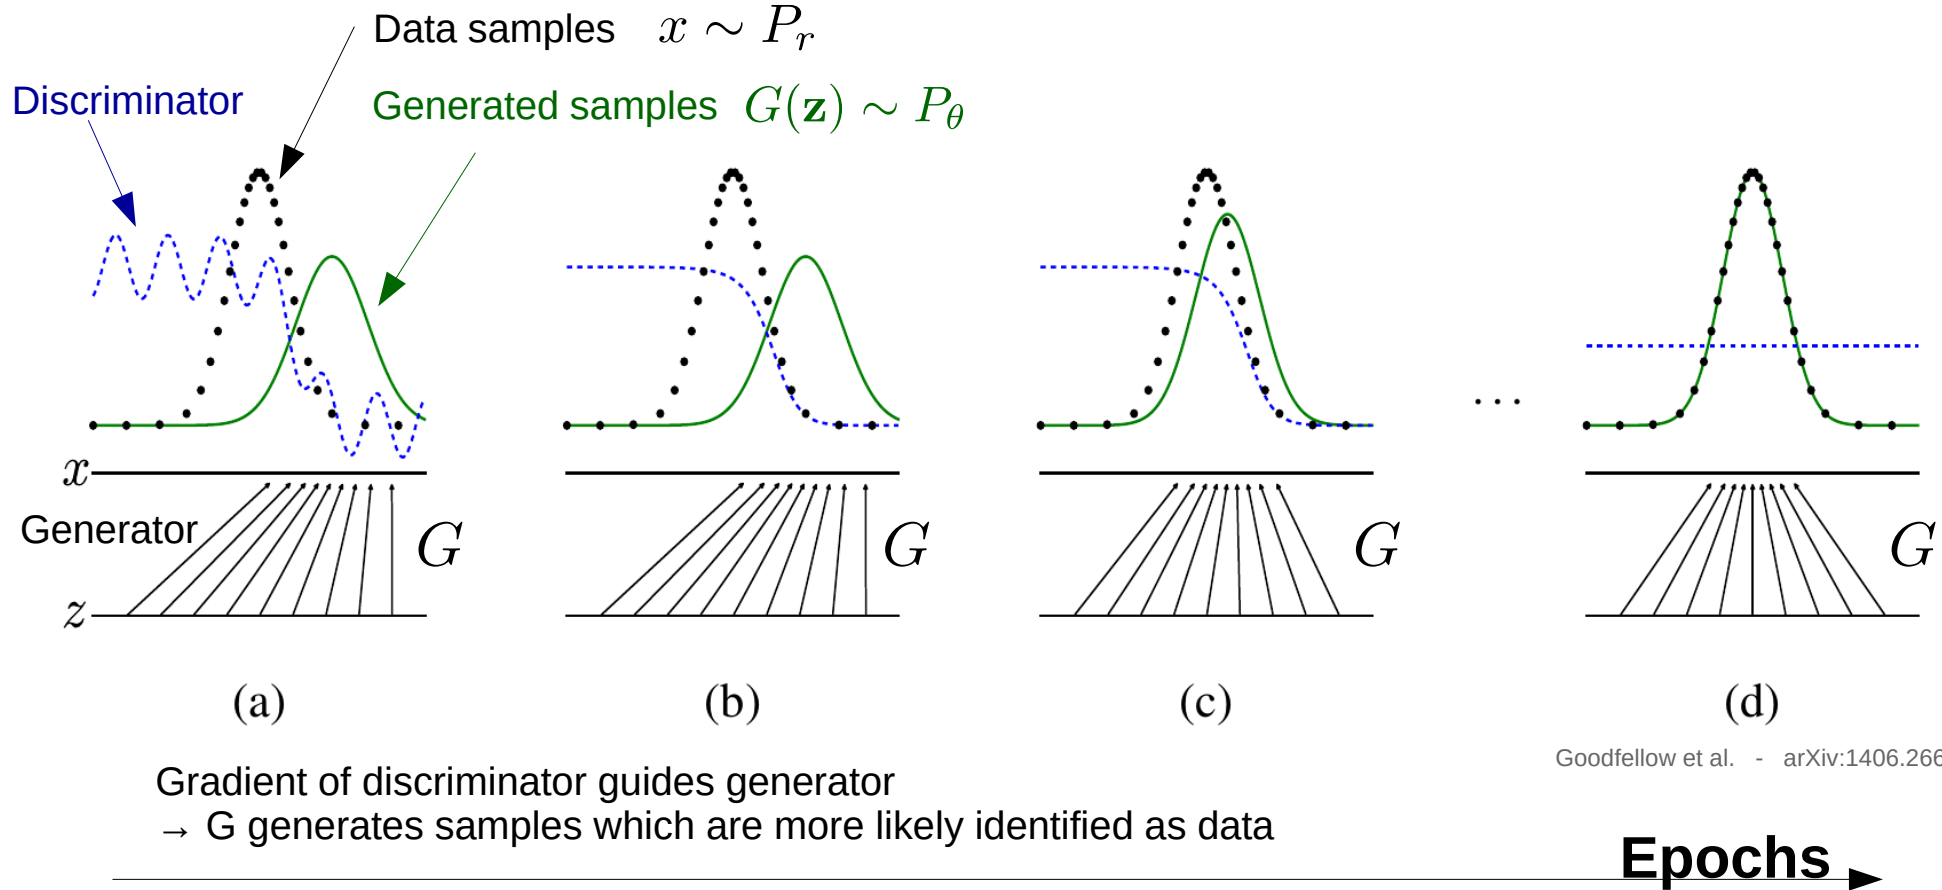 Data samples x ∼ P_r
Discriminator
Generated samples G(z) ∼ P_θ
x
Generator G G G G
z
...
(a) (b) (c) (d)
Goodfellow et al. - arXiv:1406.266
Gradient of discriminator guides generator
→ G generates samples which are more likely identified as data
Epochs